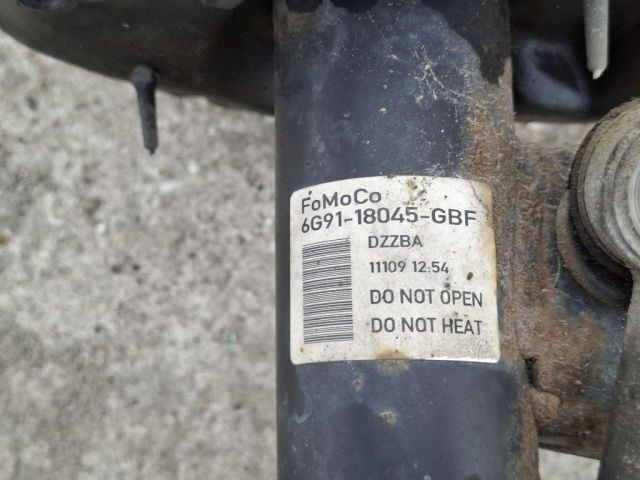 FoMoCo
6G91-18045-GBF
DZZBA
11109 12:54
DO NOT OPEN
DO NOT HEAT